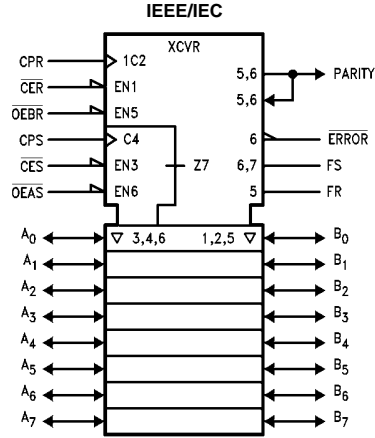 IEEE/IEC
XCVR
CPR 1C2 5,6 PARITY
CER EN1 5,6
OEBR EN5
CPS C4 6 ERROR
CES EN3 Z7 6,7 FS
OEAS EN6 5 FR
A0 3,4,6 1,2,5 B0
A1 B1
A2 B2
A3 B3
A4 B4
A5 B5
A6 B6
A7 B7